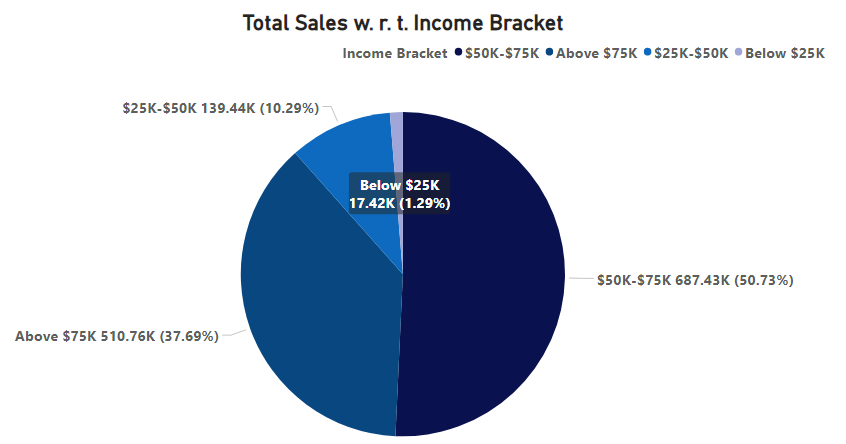 Total Sales w. r. t. Income Bracket
Income Bracket $50K-$75K Above $75K $25K-$50K Below $25K
$25K-$50K 139.44K (10.29%)
Below $25K
17.42K (1.29%)
$50K-$75K 687.43K (50.73%)
Above $75K 510.76K (37.69%)